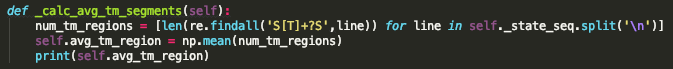 def _calc_avg_tm_segments(self):
    num_tm_regions = [len(re.findall('S[T]+?S',line)) for line in self._state_seq.split('\n')]
    self.avg_tm_region = np.mean(num_tm_regions)
    print(self.avg_tm_region)